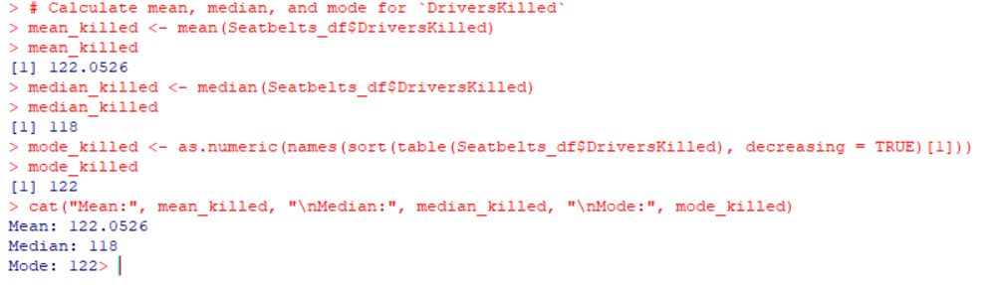 > # Calculate mean, median, and mode for `DriversKilled`
> mean_killed <- mean(Seatbelts_df$DriversKilled)
> mean_killed
[1] 122.0526
> median_killed <- median(Seatbelts_df$DriversKilled)
> median_killed
[1] 118
> mode_killed <- as.numeric(names(sort(table(Seatbelts_df$DriversKilled), decreasing = TRUE)[1]))
> mode_killed
[1] 122
> cat("Mean:", mean_killed, "\nMedian:", median_killed, "\nMode:", mode_killed)
Mean: 122.0526
Median: 118
Mode: 122>